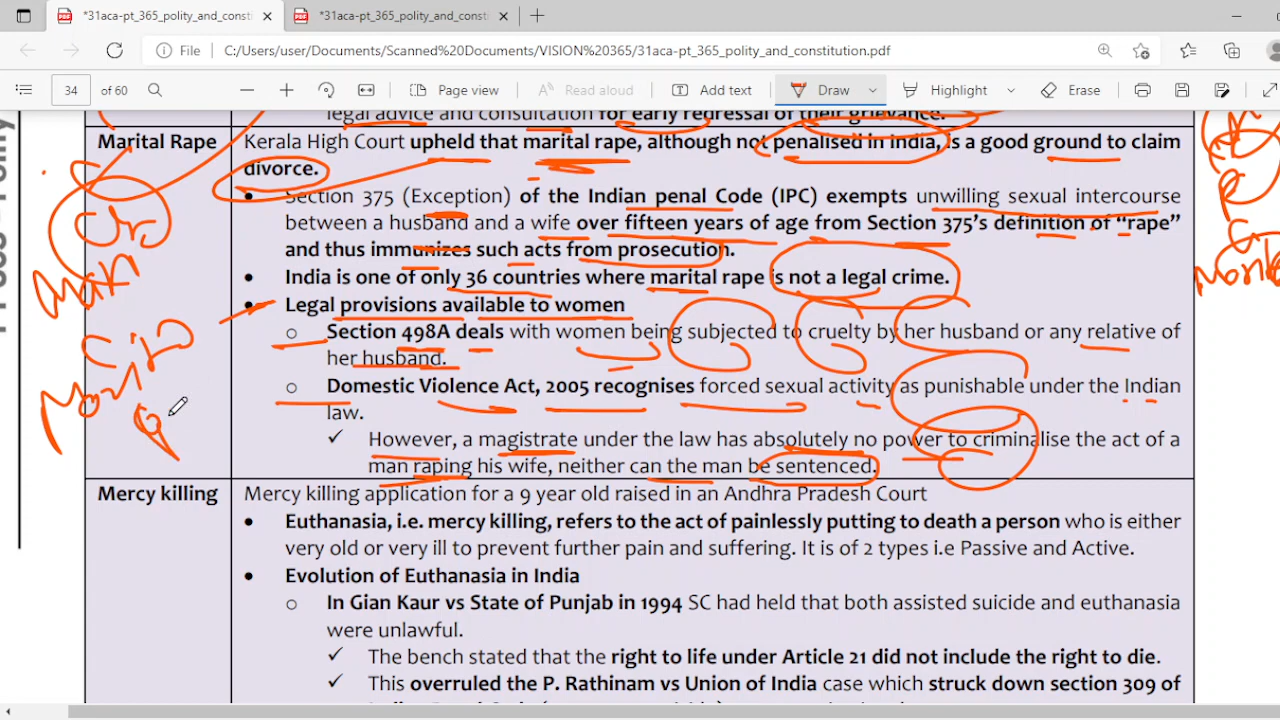 *31aca-pt_365_polity_and_consti
*31aca-pt_365_polity_and_consti
File
C:/Users/user/Documents/Scanned%20Documents/VISION%20365/31aca-pt_365_polity_and_constitution.pdf
34 of 60
Page view
Read aloud
Add text
Draw
Highlight
Erase
legal advice and consultation for early redressal of their grievance.
Marital Rape
Kerala High Court upheld that marital rape, although not penalised in India, is a good ground to claim
divorce.
• Section 375 (Exception) of the Indian penal Code (IPC) exempts unwilling sexual intercourse
between a husband and a wife over fifteen years of age from Section 375's definition of "rape"
and thus immunizes such acts from prosecution.
• India is one of only 36 countries where marital rape is not a legal crime.
• Legal provisions available to women
o Section 498A deals with women being subjected to cruelty by her husband or any relative of
her husband.
o Domestic Violence Act, 2005 recognises forced sexual activity as punishable under the Indian
law.
✓ However, a magistrate under the law has absolutely no power to criminalise the act of a
man raping his wife, neither can the man be sentenced.
Mercy killing
Mercy killing application for a 9 year old raised in an Andhra Pradesh Court
• Euthanasia, i.e. mercy killing, refers to the act of painlessly putting to death a person who is either
very old or very ill to prevent further pain and suffering. It is of 2 types i.e Passive and Active.
• Evolution of Euthanasia in India
o In Gian Kaur vs State of Punjab in 1994 SC had held that both assisted suicide and euthanasia
were unlawful.
✓ The bench stated that the right to life under Article 21 did not include the right to die.
✓ This overruled the P. Rathinam vs Union of India case which struck down section 309 of